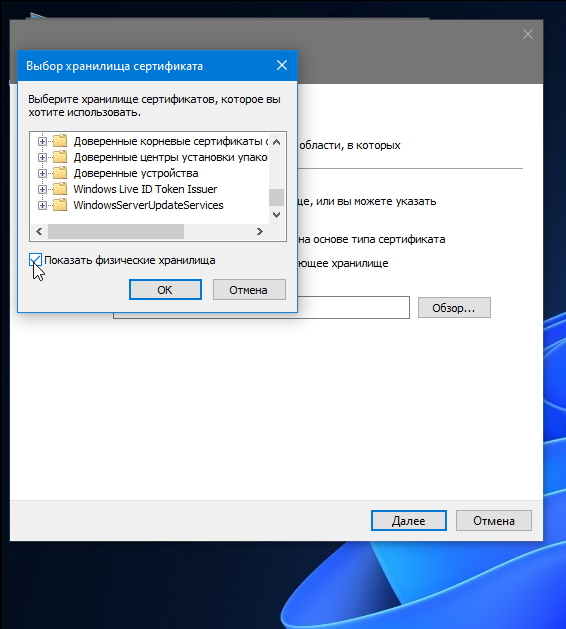 Выбор хранилища сертификата
Выберите хранилище сертификатов, которое вы
хотите использовать.
Доверенные корневые сертификаты с
Доверенные центры установки упако
Доверенные устройства
Windows Live ID Token Issuer
WindowsServerUpdateServices
Показать физические хранилища
ОК
Отмена
области, в которых
ще, или вы можете указать
на основе типа сертификата
ющее хранилище
Обзор...
Далее
Отмена